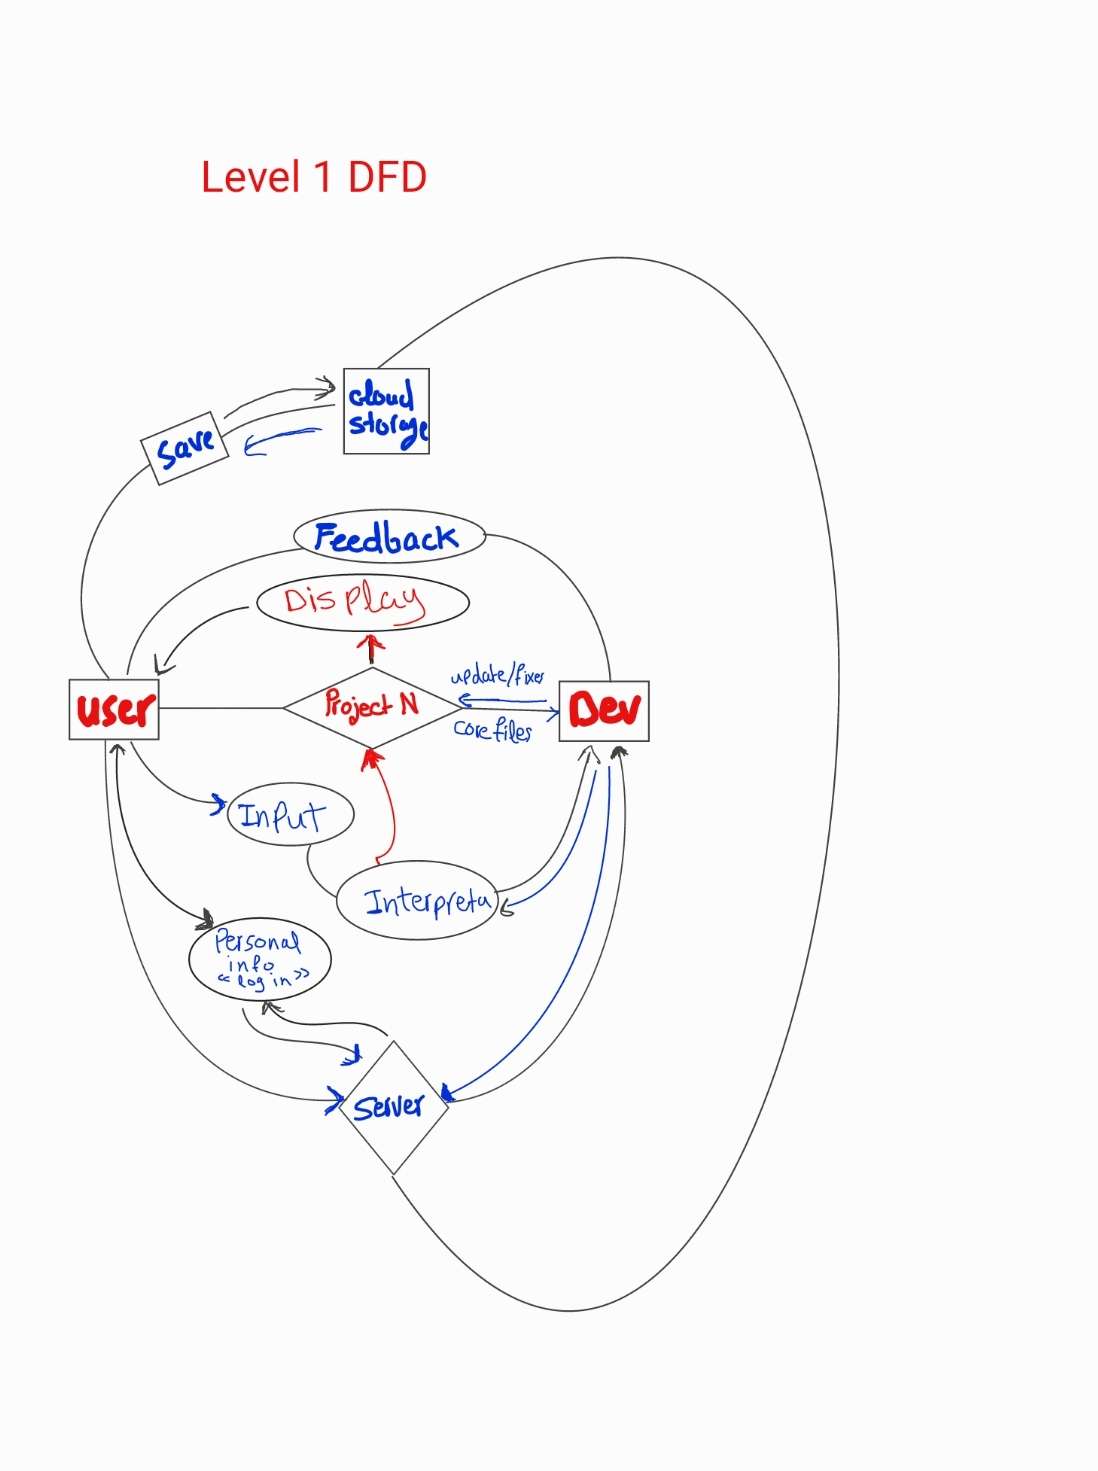 Level 1 DFD
cloud
storage
save
Feedback
Display
update/fixes
user
Project N
Dev
core files
Input
Interpreta
Personal
info
«log in»
Server